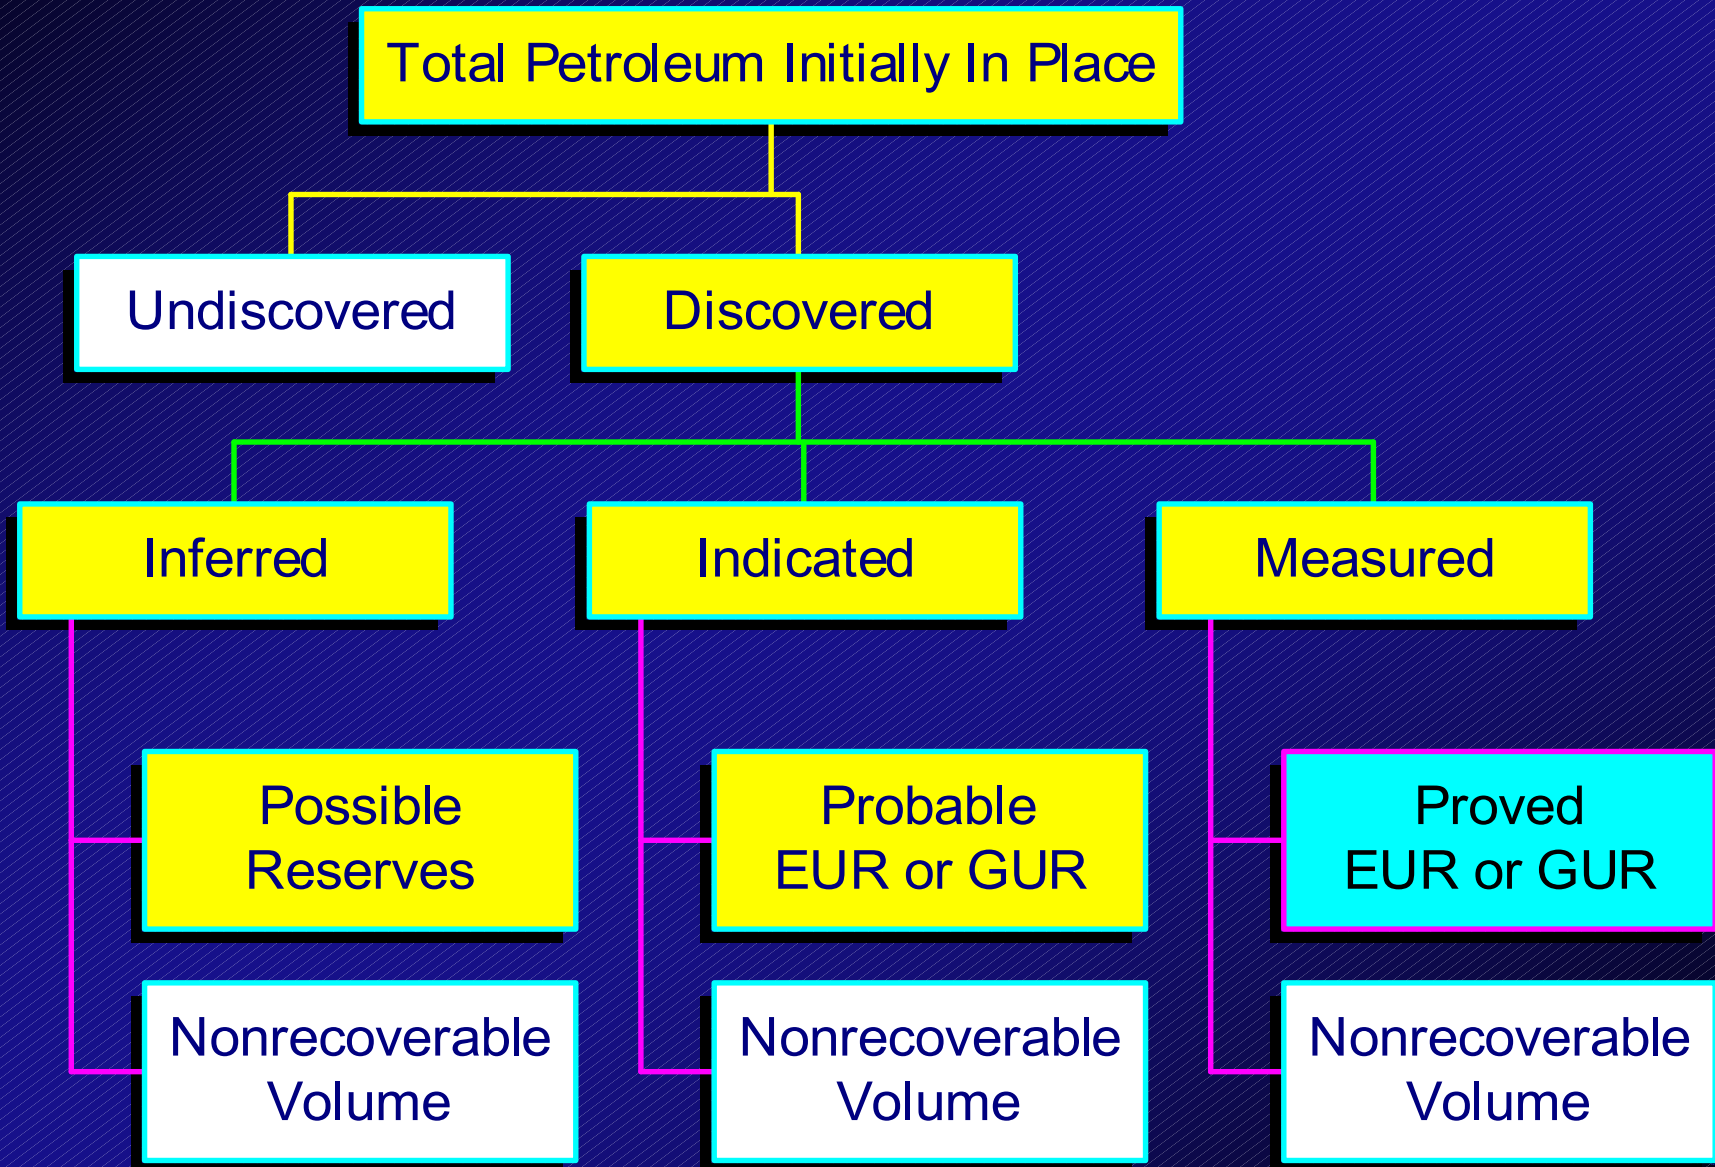 Total Petroleum Initially In Place
Undiscovered
Discovered
Inferred
Indicated
Measured
Possible
Reserves
Probable
EUR or GUR
Proved
EUR or GUR
Nonrecoverable
Volume
Nonrecoverable
Volume
Nonrecoverable
Volume